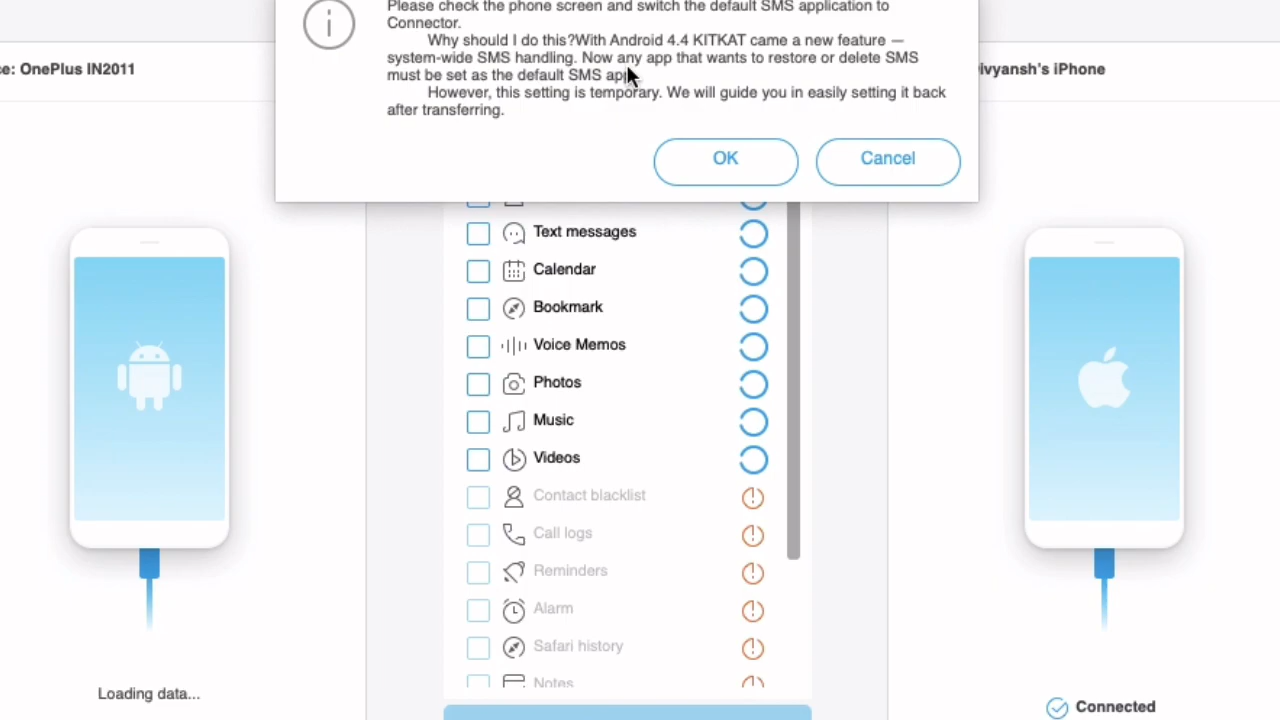 Please check the phone screen and switch the default SMS application to
Connector.
Why should I do this?With Android 4.4 KITKAT came a new feature —
system-wide SMS handling. Now any app that wants to restore or delete SMS
must be set as the default SMS app.
However, this setting is temporary. We will guide you in easily setting it back
after transferring.
OK
Cancel
ce: OnePlus IN2011
ivyansh's iPhone
Text messages
Calendar
Bookmark
Voice Memos
Photos
Music
Videos
Contact blacklist
Call logs
Reminders
Alarm
Safari history
Notes
Loading data...
Connected